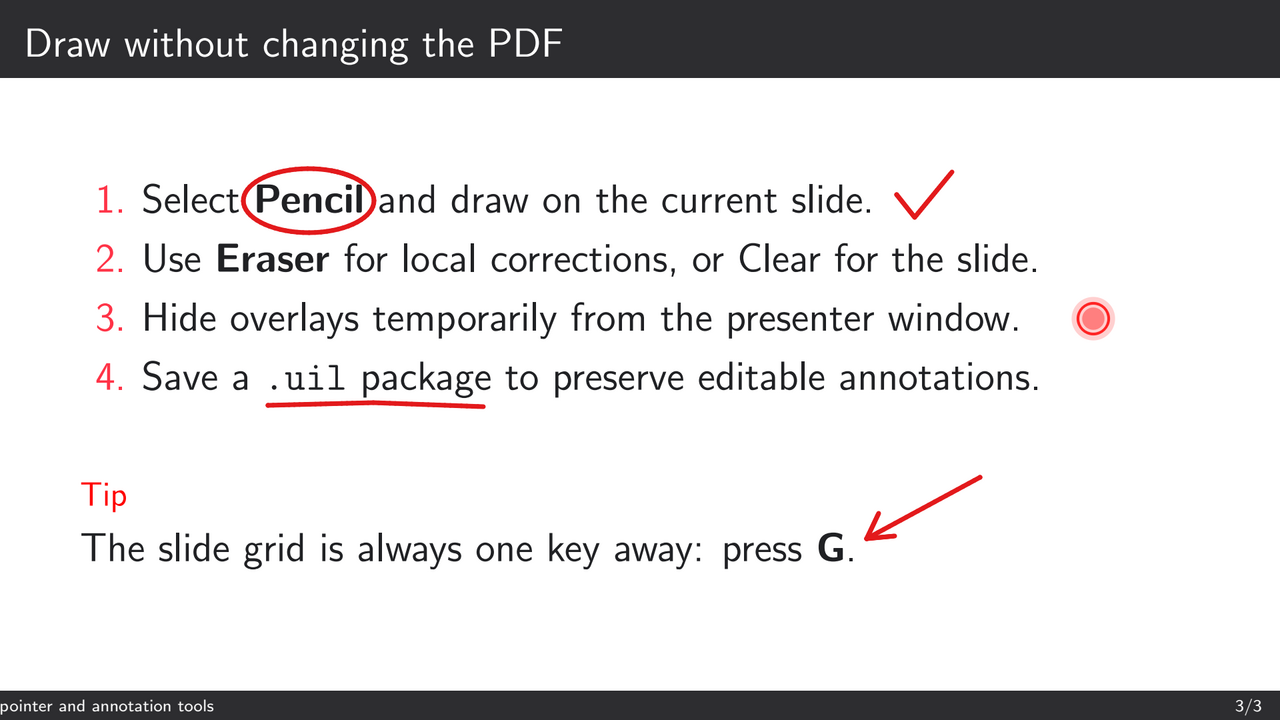 Draw without changing the PDF
1. Select Pencil and draw on the current slide.
2. Use Eraser for local corrections, or Clear for the slide.
3. Hide overlays temporarily from the presenter window.
4. Save a .uil package to preserve editable annotations.
Tip
The slide grid is always one key away: press G.
pointer and annotation tools
3/3